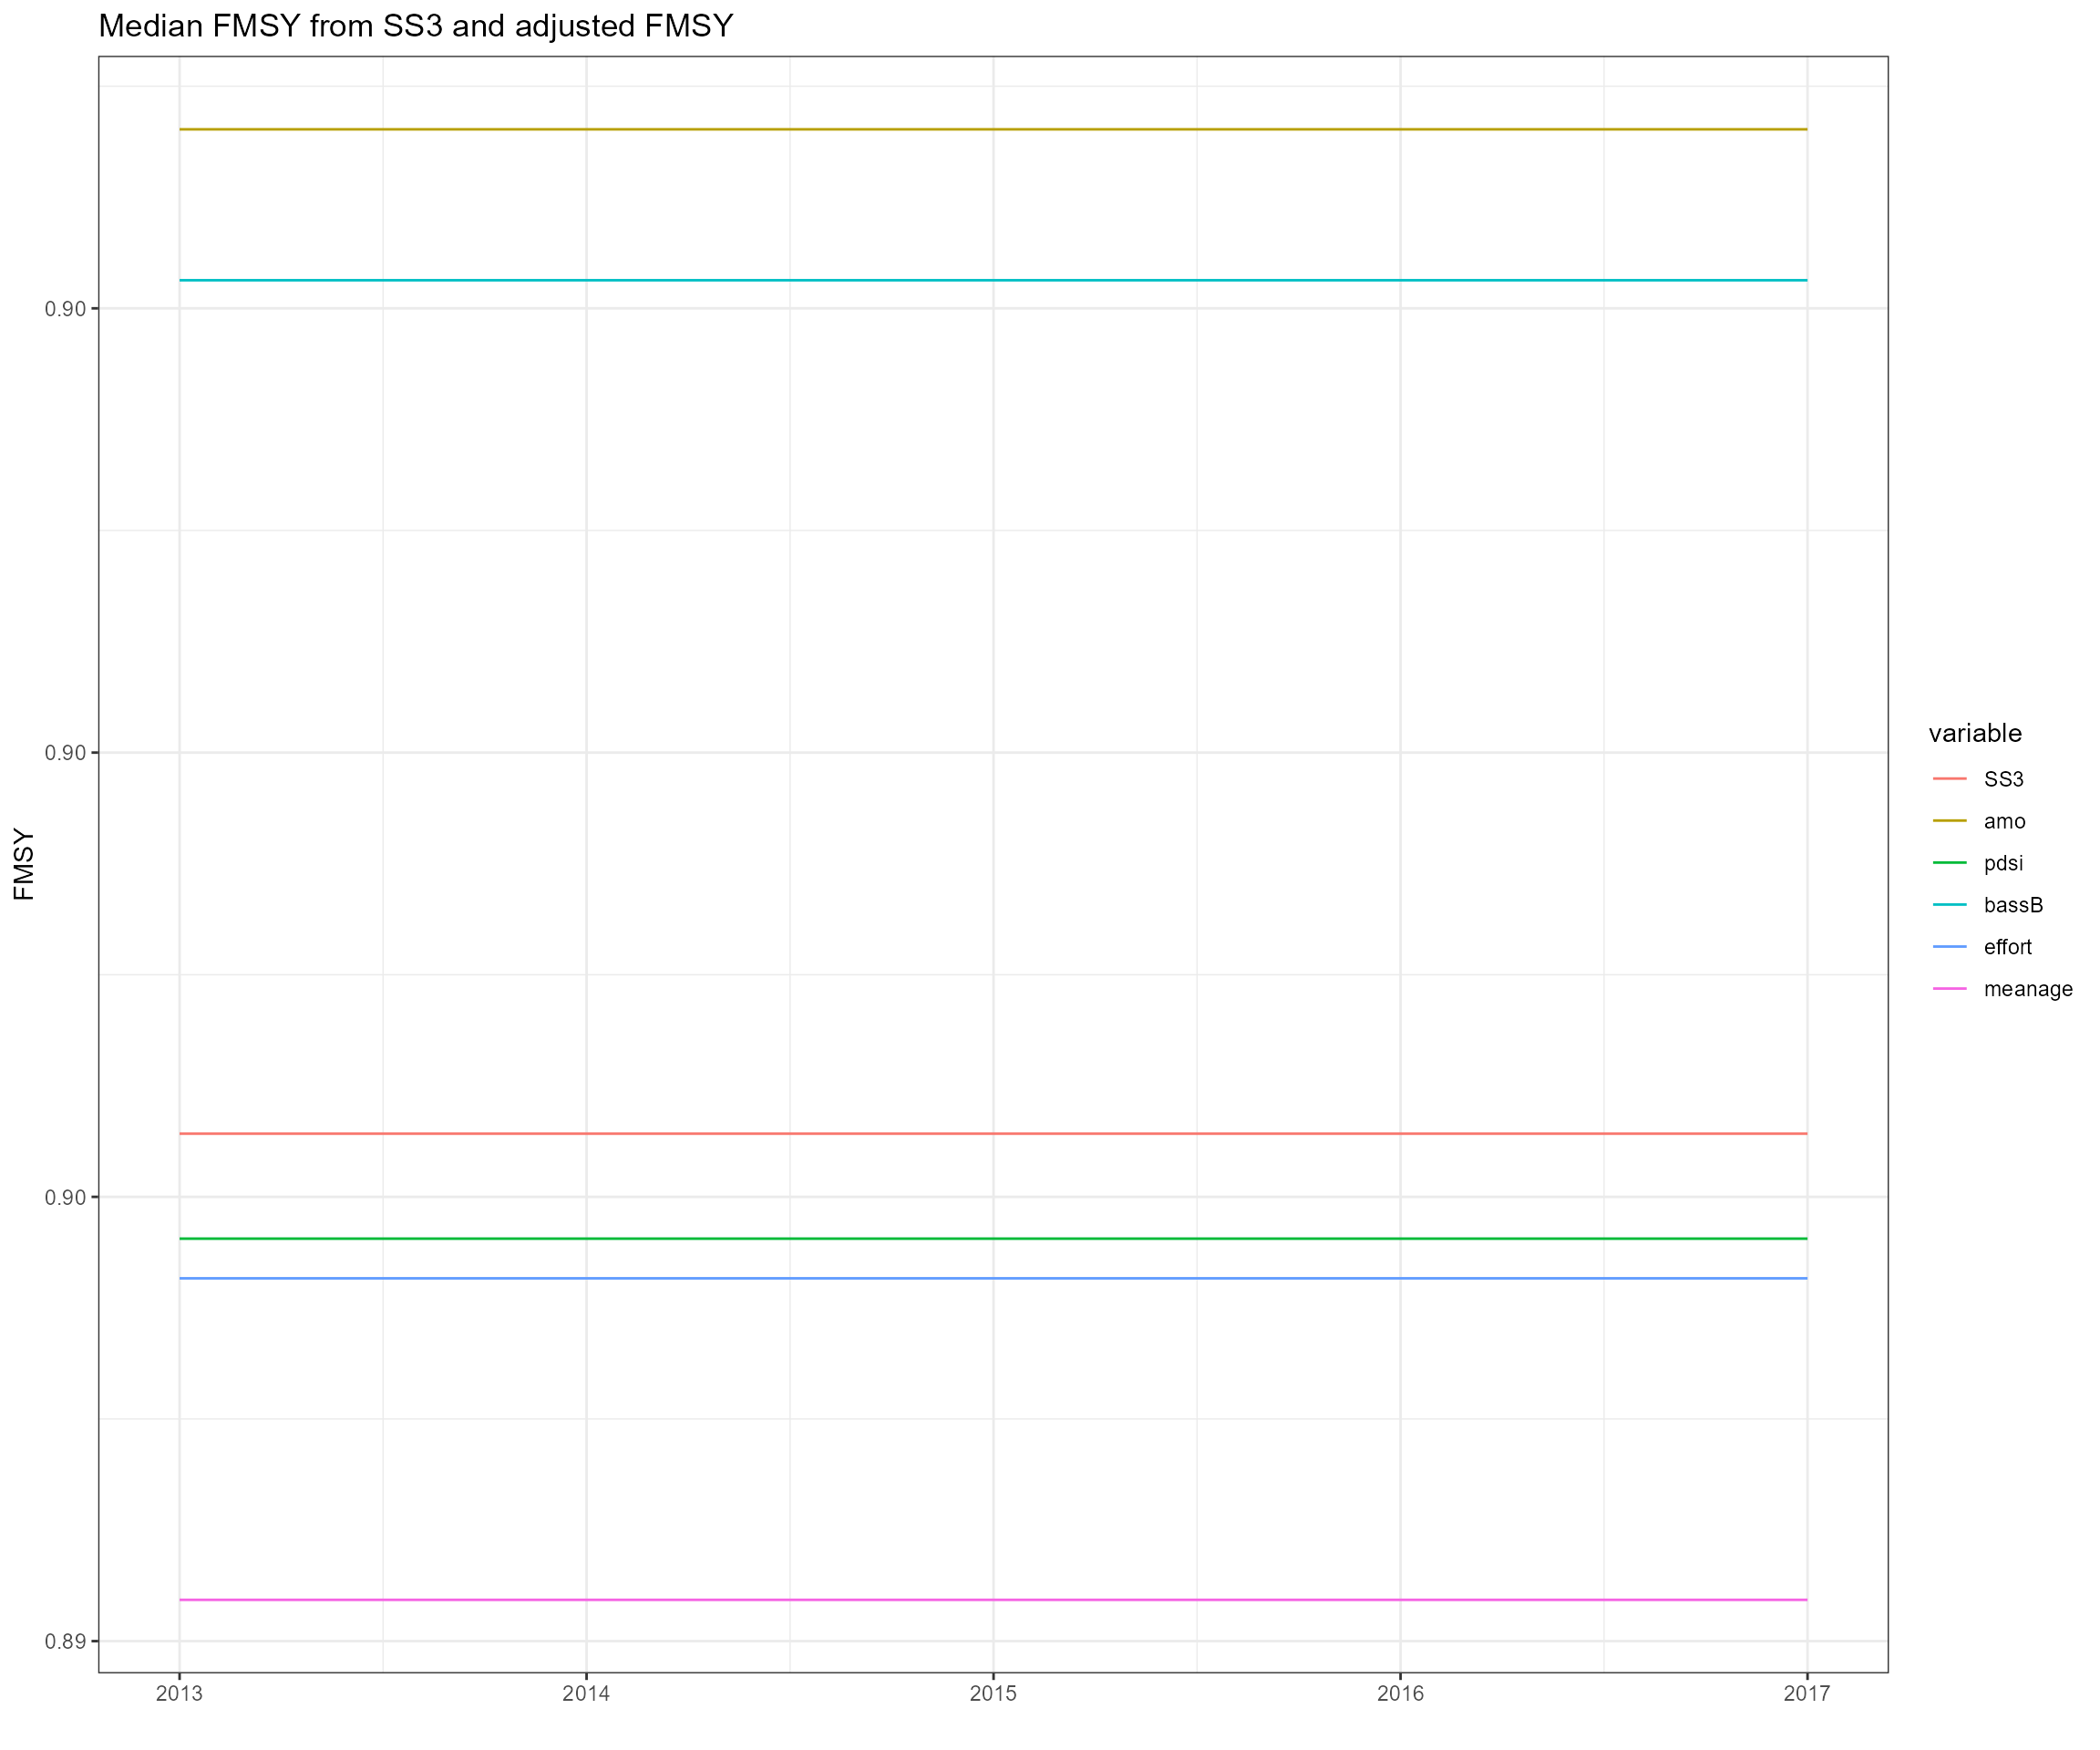 Median FMSY from SS3 and adjusted FMSY
0.90
0.90
0.90
0.89
FMSY
2013
2014
2015
2016
2017
variable
SS3
amo
pdsi
bassB
effort
meanage